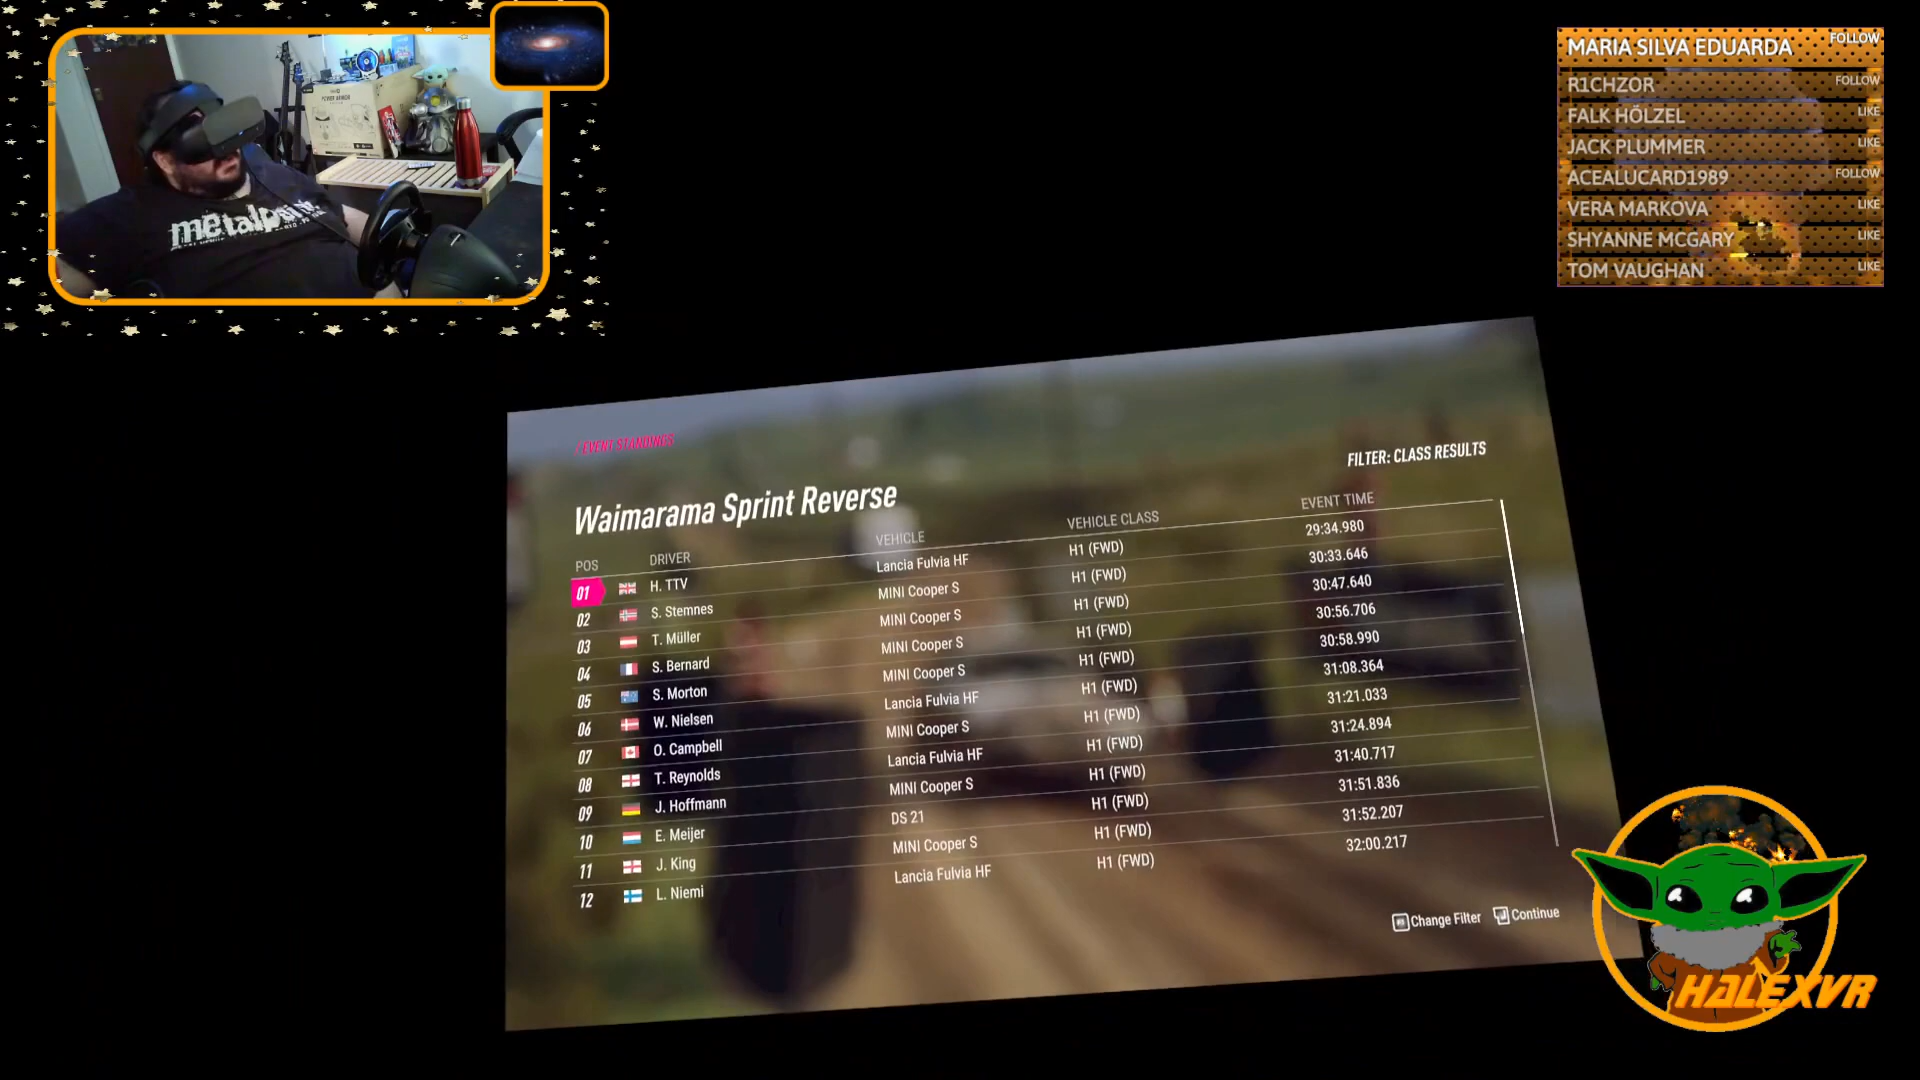 POWER ARMOR
metalpoint
MARIA SILVA EDUARDA FOLLOW
R1CHZOR FOLLOW
FALK HÖLZEL LIKE
JACK PLUMMER LIKE
ACEALUCARD1989 FOLLOW
VERA MARKOVA LIKE
SHYANNE MCGARY LIKE
TOM VAUGHAN LIKE
/ EVENT STANDINGS
FILTER: CLASS RESULTS
Waimarama Sprint Reverse
POS DRIVER VEHICLE VEHICLE CLASS EVENT TIME
01 H. TTV Lancia Fulvia HF H1 (FWD) 29:34.980
02 S. Stemnes MINI Cooper S H1 (FWD) 30:33.646
03 T. Müller MINI Cooper S H1 (FWD) 30:47.640
04 S. Bernard MINI Cooper S H1 (FWD) 30:56.706
05 S. Morton MINI Cooper S H1 (FWD) 30:58.990
06 W. Nielsen Lancia Fulvia HF H1 (FWD) 31:08.364
07 O. Campbell MINI Cooper S H1 (FWD) 31:21.033
08 T. Reynolds Lancia Fulvia HF H1 (FWD) 31:24.894
09 J. Hoffmann MINI Cooper S H1 (FWD) 31:40.717
10 E. Meijer DS 21 H1 (FWD) 31:51.836
11 J. King MINI Cooper S H1 (FWD) 31:52.207
12 L. Niemi Lancia Fulvia HF H1 (FWD) 32:00.217
Change Filter Continue
HALEXVR